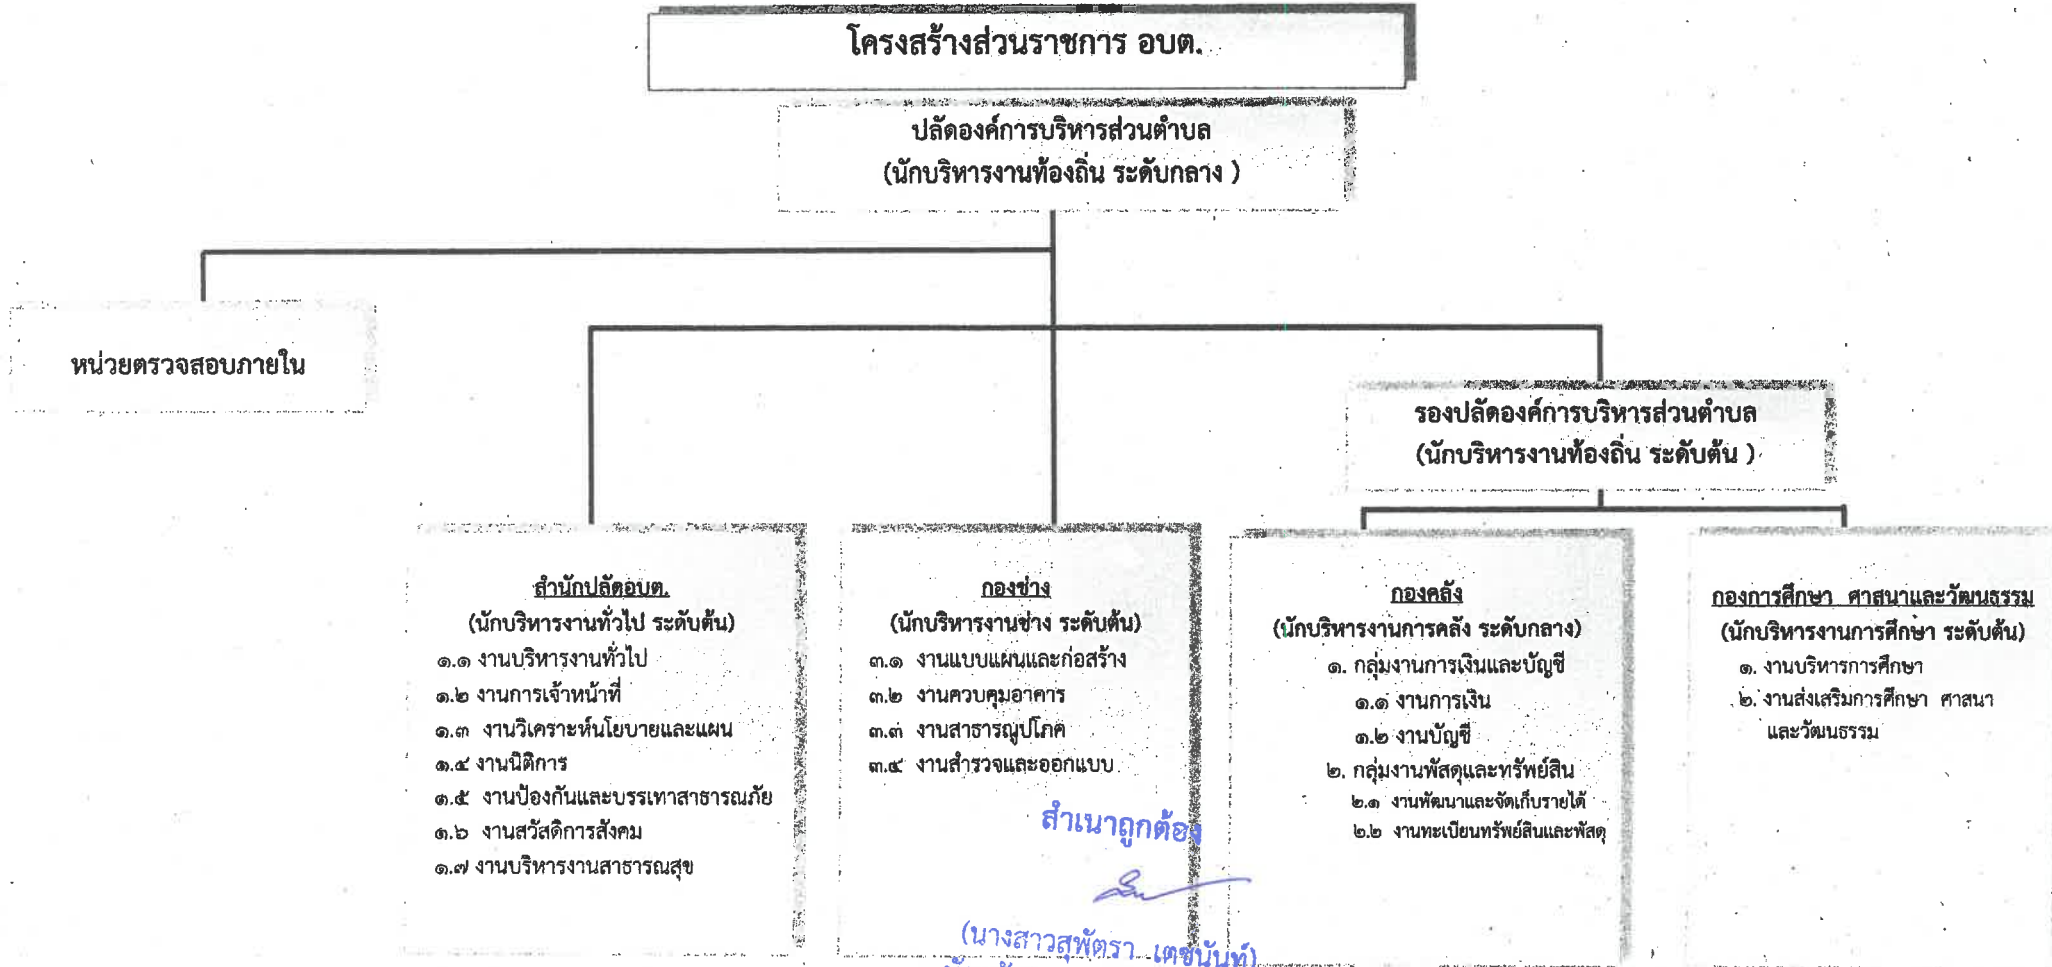 โครงสร้างส่วนราชการ อบต.
ปลัดองค์การบริหารส่วนตำบล
(นักบริหารงานท้องถิ่น ระดับกลาง )
หน่วยตรวจสอบภายใน
รองปลัดองค์การบริหารส่วนตำบล
(นักบริหารงานท้องถิ่น ระดับต้น )
สำนักปลัดอบต.
(นักบริหารงานทั่วไป ระดับต้น)
๑.๑ งานบริหารงานทั่วไป
๑.๒ งานการเจ้าหน้าที่
๑.๓ งานวิเคราะห์นโยบายและแผน
๑.๔ งานนิติการ
๑.๕ งานป้องกันและบรรเทาสาธารณภัย
๑.๖ งานสวัสดิการสังคม
๑.๗ งานบริหารงานสาธารณสุข
กองช่าง
(นักบริหารงานช่าง ระดับต้น)
๓.๑ งานแบบแผนและก่อสร้าง
๓.๒ งานควบคุมอาคาร
๓.๓ งานสาธารณูปโภค
๓.๔ งานสำรวจและออกแบบ
กองคลัง
(นักบริหารงานการคลัง ระดับกลาง)
๑. กลุ่มงานการเงินและบัญชี
๑.๑ งานการเงิน
๑.๒ งานบัญชี
๒. กลุ่มงานพัสดุและทรัพย์สิน
๒.๑ งานพัฒนาและจัดเก็บรายได้
๒.๒ งานทะเบียนทรัพย์สินและพัสดุ
กองการศึกษา ศาสนาและวัฒนธรรม
(นักบริหารงานการศึกษา ระดับต้น)
๑. งานบริหารการศึกษา
๒. งานส่งเสริมการศึกษา ศาสนา
และวัฒนธรรม
สำเนาถูกต้อง
(นางสาวสุพัตรา เตชนันท์)